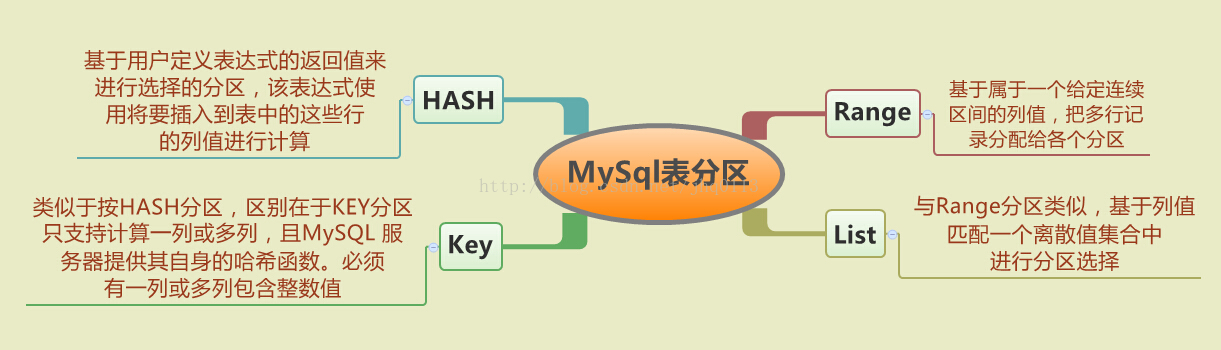 基于用户定义表达式的返回值来
进行选择的分区，该表达式使
用将要插入到表中的这些行
的列值进行计算
HASH
类似于按HASH分区，区别在于KEY分区
只支持计算一列或多列，且MySQL 服
务器提供其自身的哈希函数。必须
有一列或多列包含整数值
Key
MySql表分区
Range
基于属于一个给定连续
区间的列值，把多行记
录分配给各个分区
List
与Range分区类似，基于列值
匹配一个离散值集合中
进行分区选择